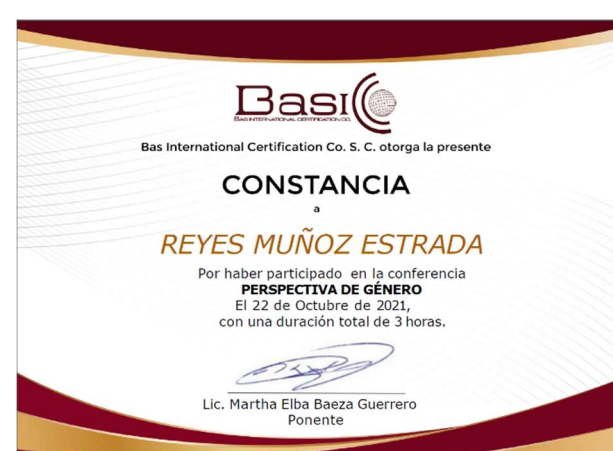 BasIC
BAS INTERNATIONAL CERTIFICATION CO.
Bas International Certification Co. S. C. otorga la presente
CONSTANCIA
a
REYES MUÑOZ ESTRADA
Por haber participado en la conferencia
PERSPECTIVA DE GÉNERO
El 22 de Octubre de 2021,
con una duración total de 3 horas.
Lic. Martha Elba Baeza Guerrero
Ponente